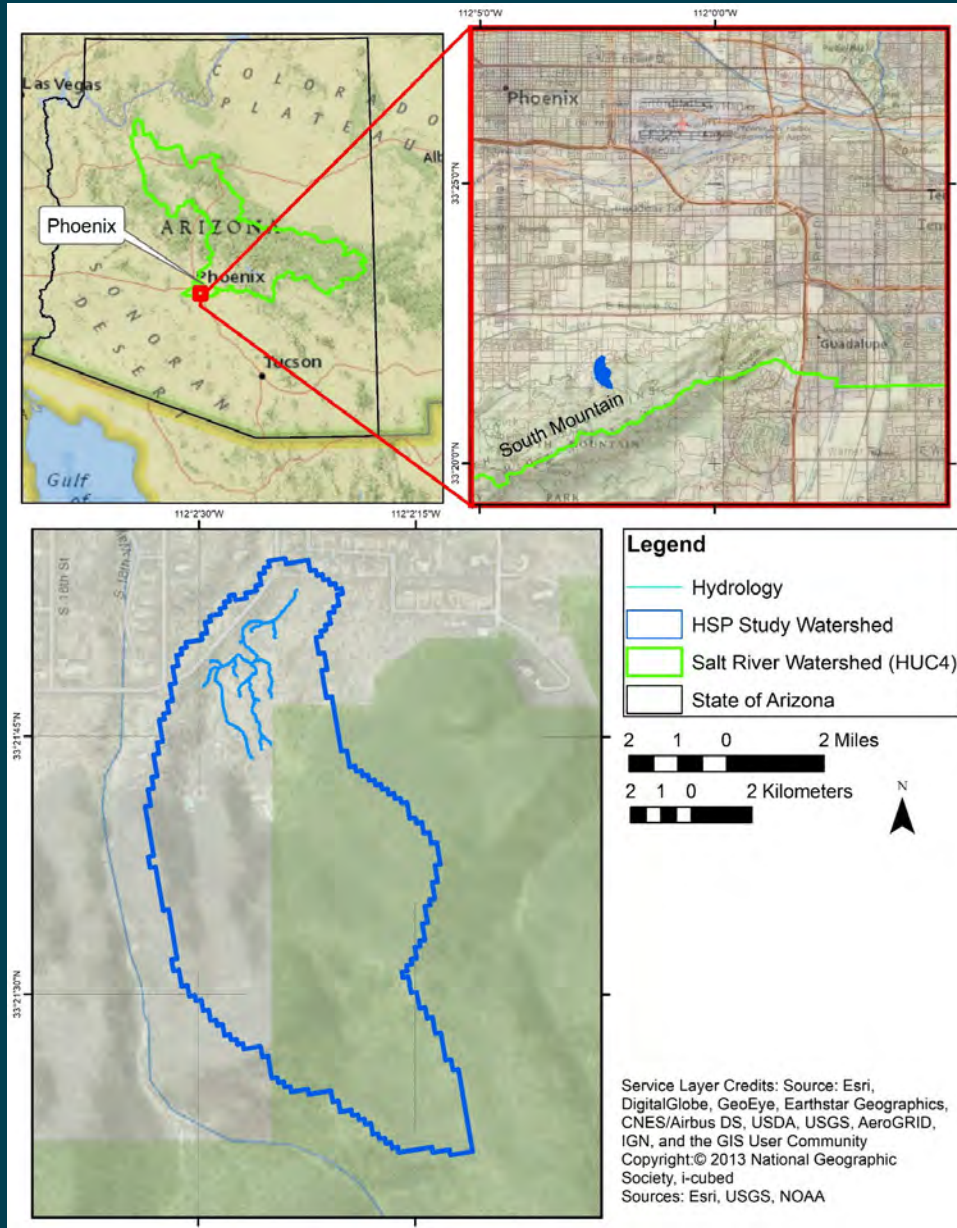 112°5'0"W
112°0'0"W
Las Vegas
COLORADO
PLATEAU
Alb
ARIZONA
Phoenix
Phoenix
SONORAN
DESERT
Tucson
Gulf
of
Phoenix
33°25'0"N
Guadalupe
South Mountain
MOUNTAIN
PARK
33°20'0"N
112°2'30"W
112°2'15"W
S 16th St
33°21'45"N
33°21'30"N
Legend
Hydrology
HSP Study Watershed
Salt River Watershed (HUC4)
State of Arizona
2 1 0 2 Miles
2 1 0 2 Kilometers
N
Service Layer Credits: Source: Esri,
DigitalGlobe, GeoEye, Earthstar Geographics,
CNES/Airbus DS, USDA, USGS, AeroGRID,
IGN, and the GIS User Community
Copyright:© 2013 National Geographic
Society, i-cubed
Sources: Esri, USGS, NOAA